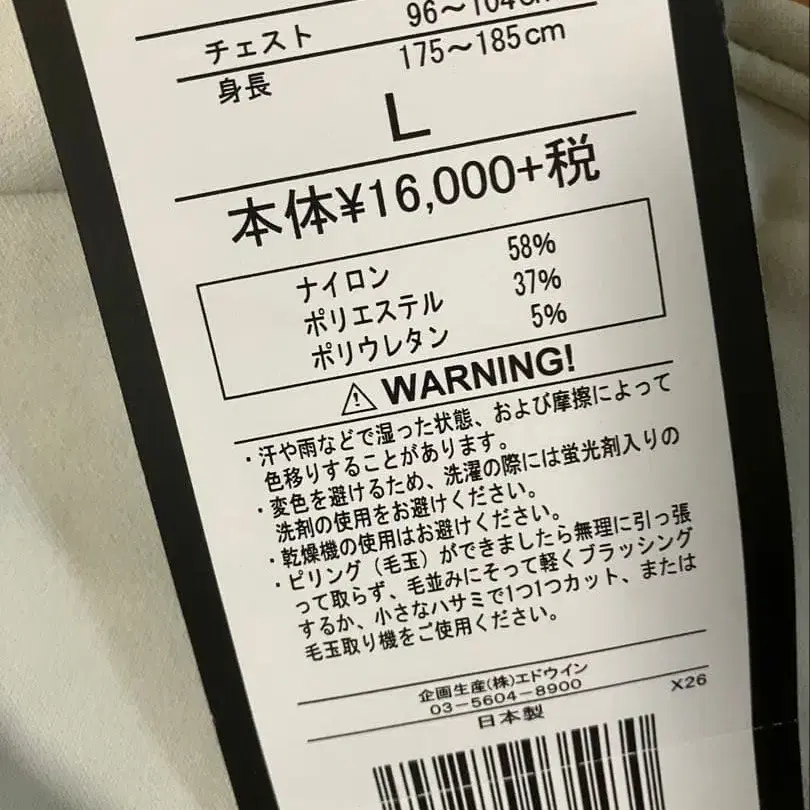 チェスト 96〜104cm
身長 175〜185cm
L
本体¥16,000+税
ナイロン 58%
ポリエステル 37%
ポリウレタン 5%
WARNING!
・汗や雨などで湿った状態、および摩擦によって
色移りすることがあります。
・変色を避けるため、洗濯の際には蛍光剤入りの
洗剤の使用をお避けください。
・乾燥機の使用はお避けください。
・ピリング（毛玉）ができましたら無理に引っ張
って取らず、毛並みにそって軽くブラッシング
するか、小さなハサミで1つ1つカット、または
毛玉取り機をご使用ください。
企画生産(株)エドウイン
03-5604-8900
日本製 X26